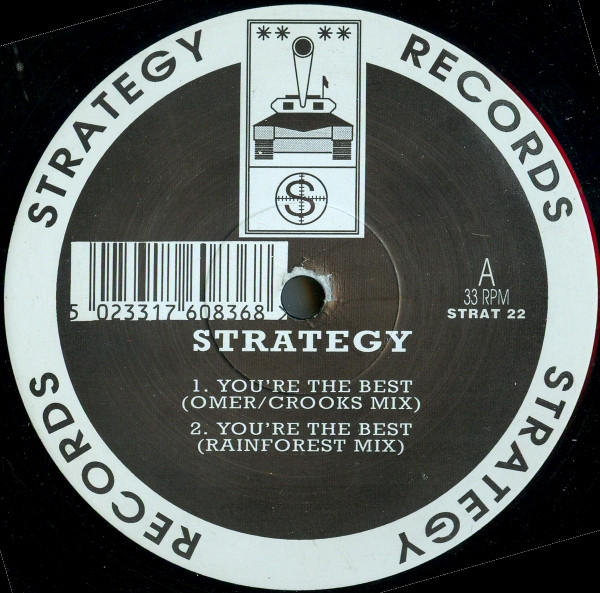 STRATEGY RECORDS
STRATEGY RECORDS
** **
S
5 023317 608368 >
A
33 RPM
STRAT 22
STRATEGY
1. YOU'RE THE BEST
(OMER/CROOKS MIX)
2. YOU'RE THE BEST
(RAINFOREST MIX)